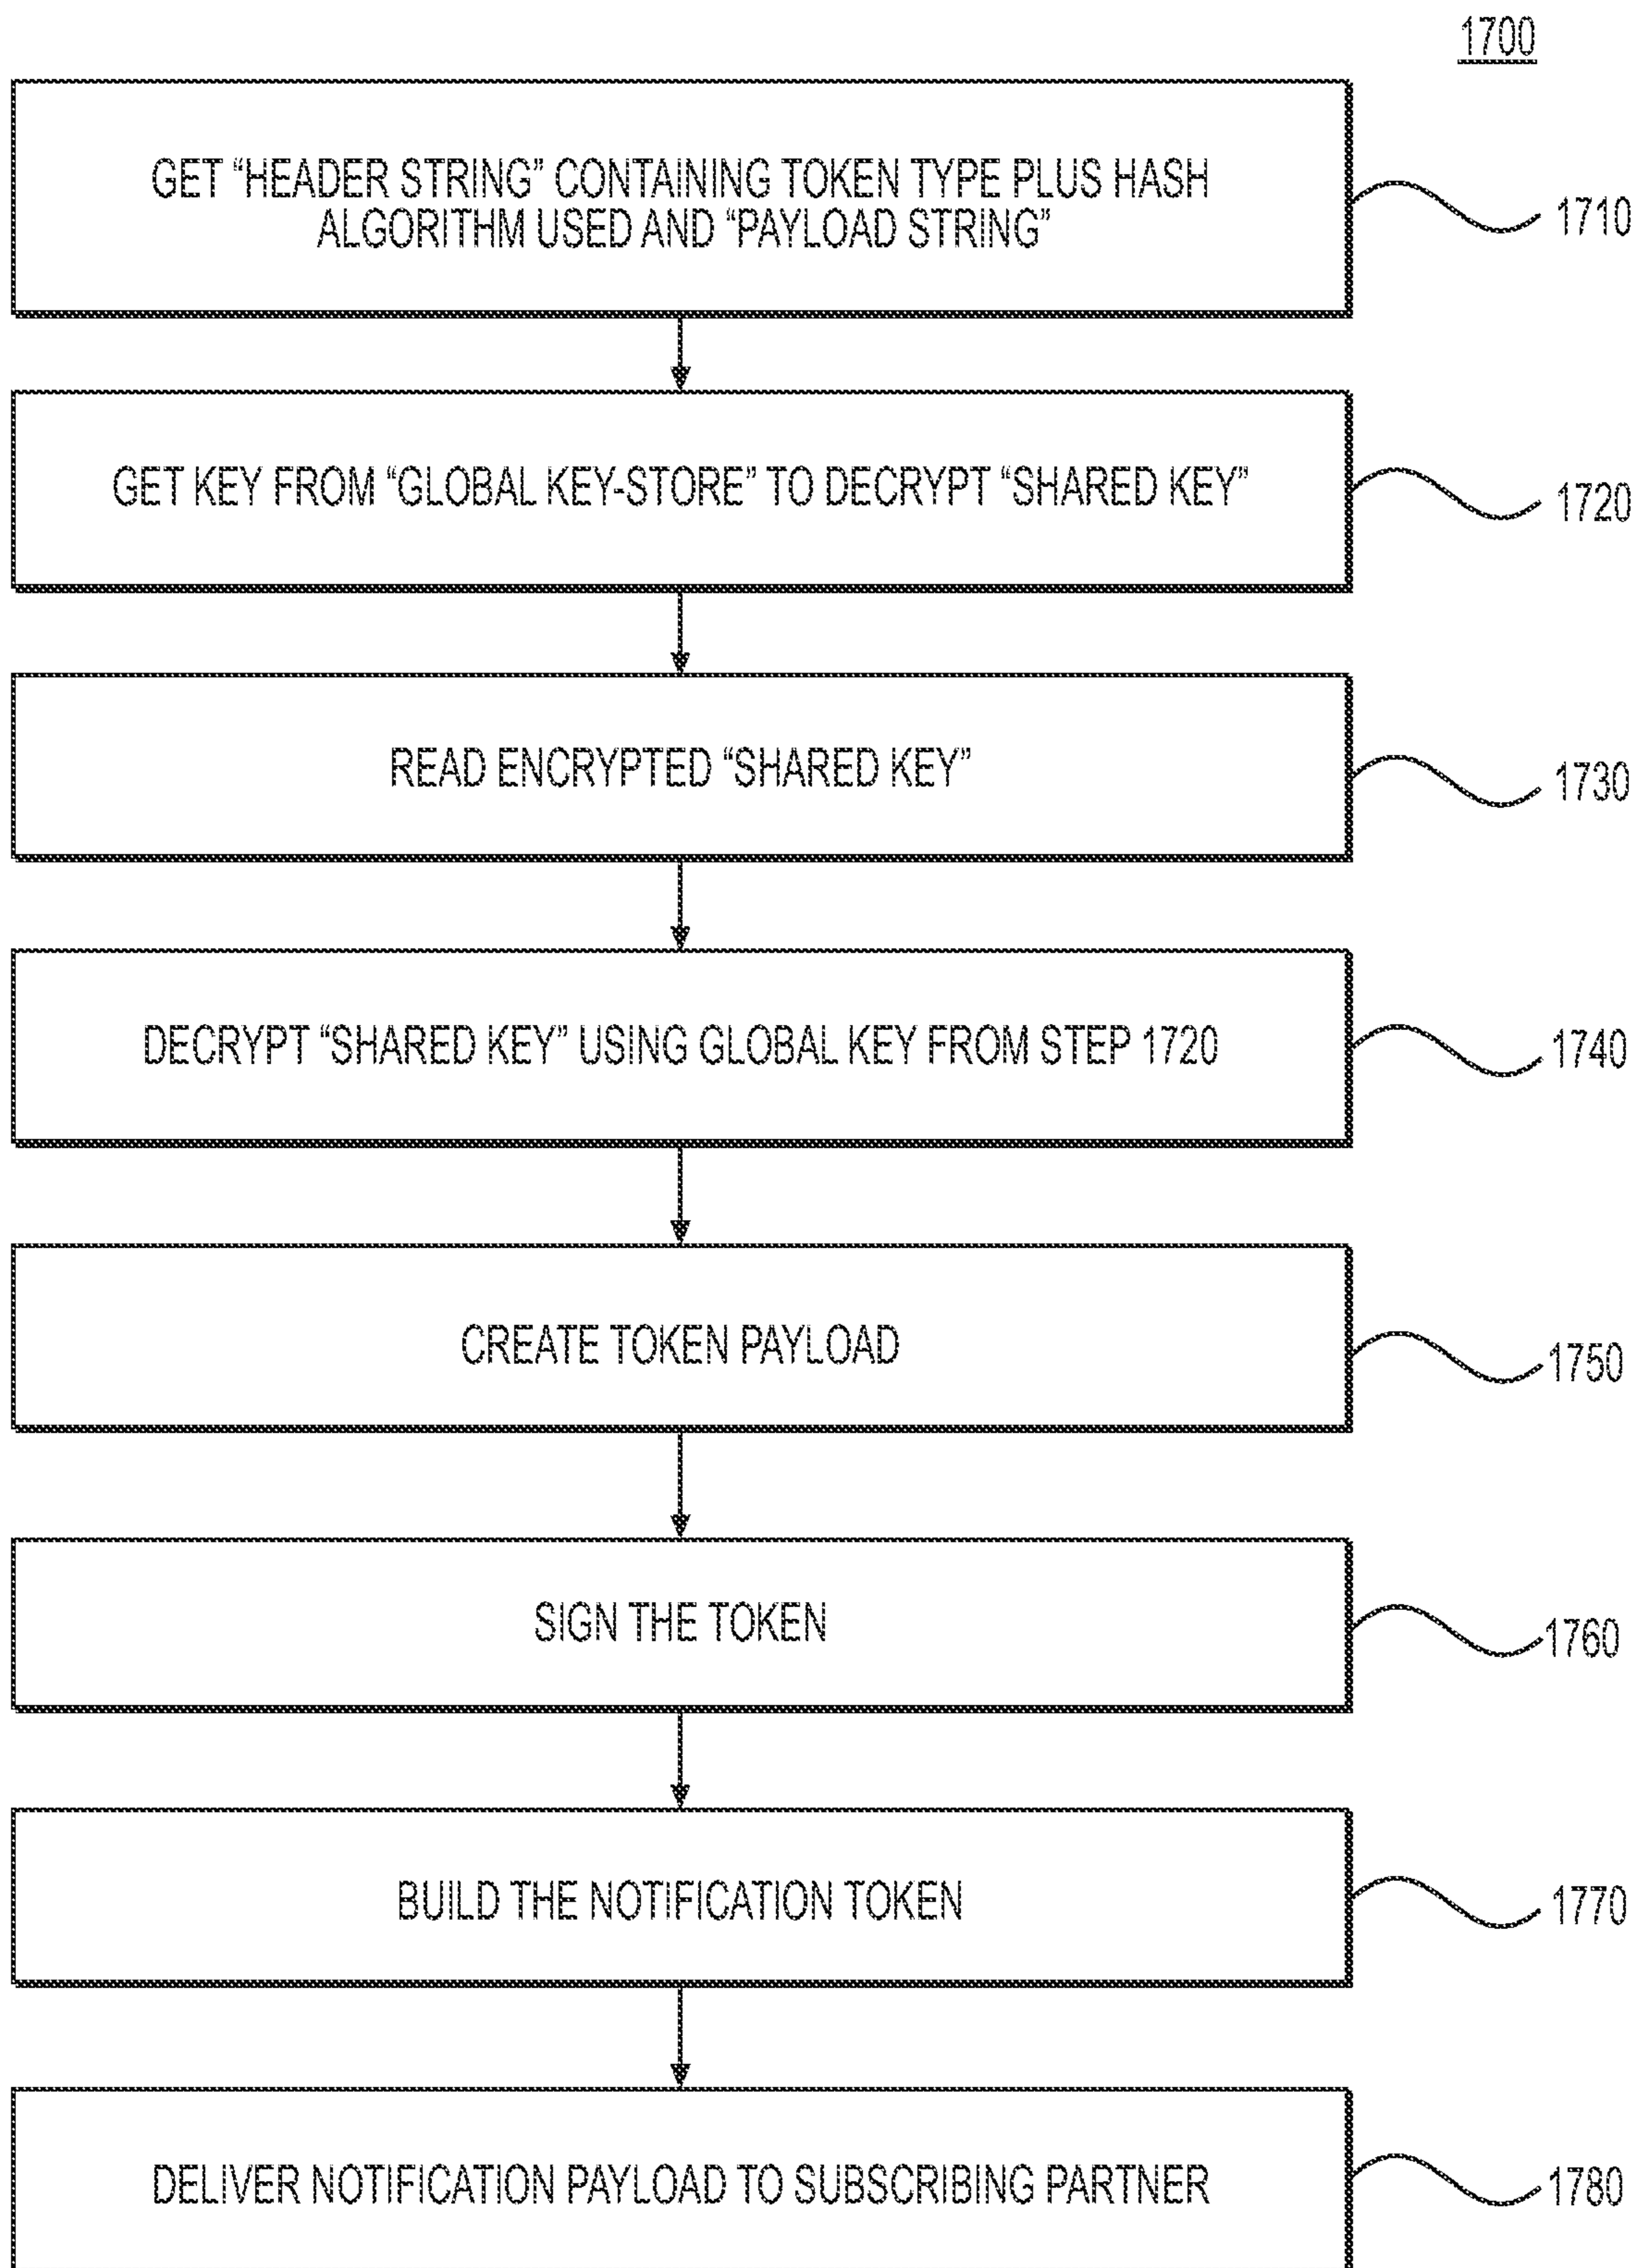 1700
GET “HEADER STRING” CONTAINING TOKEN TYPE PLUS HASH
ALGORITHM USED AND “PAYLOAD STRING”
1710
GET KEY FROM “GLOBAL KEY-STORE” TO DECRYPT “SHARED KEY”
1720
READ ENCRYPTED “SHARED KEY”
1730
DECRYPT “SHARED KEY” USING GLOBAL KEY FROM STEP 1720
1740
CREATE TOKEN PAYLOAD
1750
SIGN THE TOKEN
1760
BUILD THE NOTIFICATION TOKEN
1770
DELIVER NOTIFICATION PAYLOAD TO SUBSCRIBING PARTNER
1780